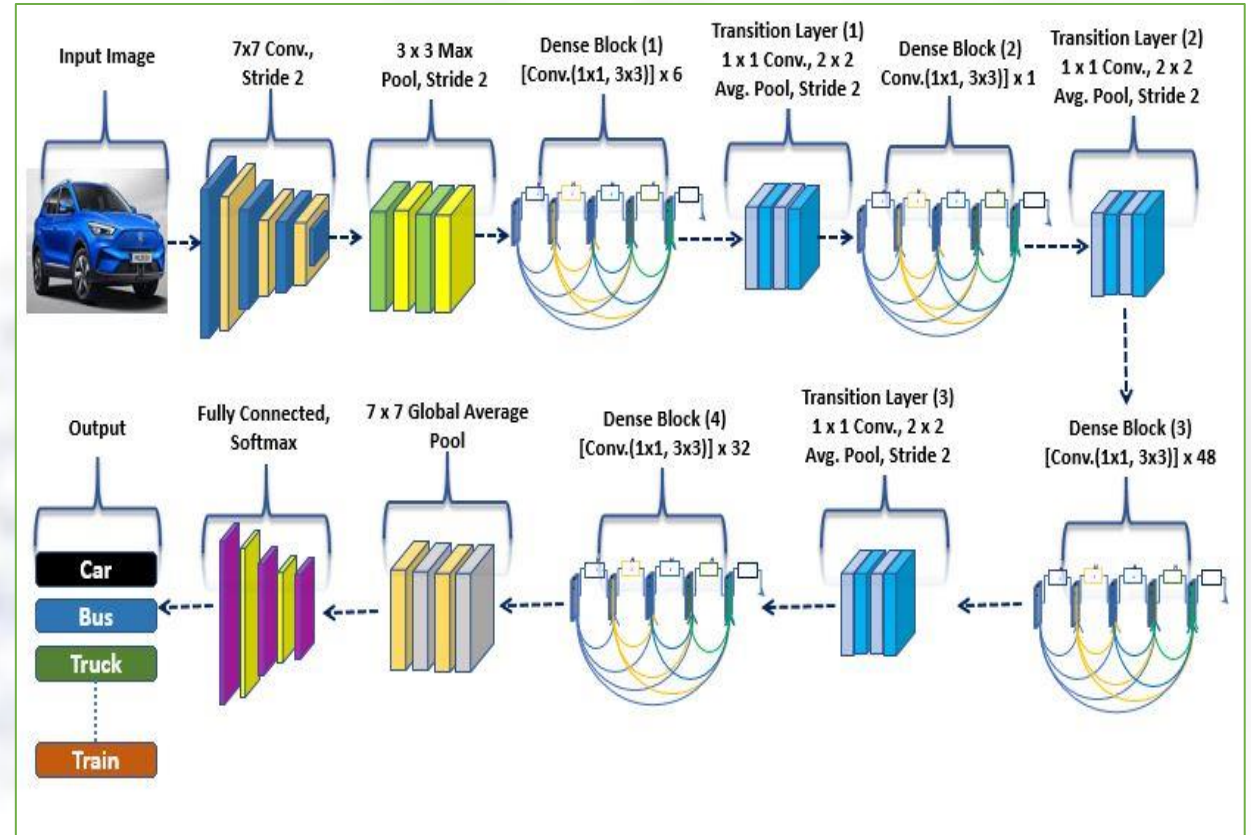 Input Image
7x7 Conv.,
Stride 2
3 x 3 Max
Pool, Stride 2
Dense Block (1)
[Conv.(1x1, 3x3)] x 6
Transition Layer (1)
1 x 1 Conv., 2 x 2
Avg. Pool, Stride 2
Dense Block (2)
Conv.(1x1, 3x3)] x 1
Transition Layer (2)
1 x 1 Conv., 2 x 2
Avg. Pool, Stride 2
Output
Fully Connected,
Softmax
7 x 7 Global Average
Pool
Dense Block (4)
[Conv.(1x1, 3x3)] x 32
Transition Layer (3)
1 x 1 Conv., 2 x 2
Avg. Pool, Stride 2
Dense Block (3)
[Conv.(1x1, 3x3)] x 48
Car
Bus
Truck
Train